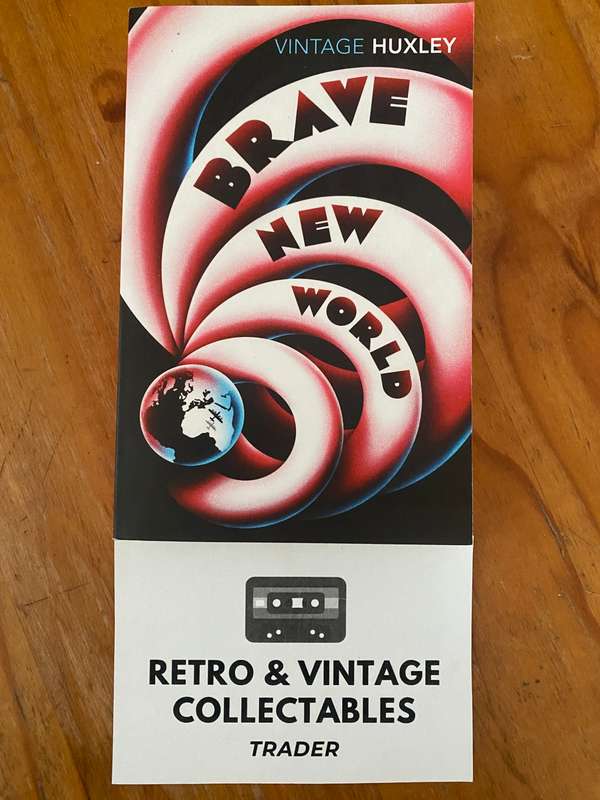 VINTAGE HUXLEY
BRAVE
NEW
WORLD
RETRO & VINTAGE
COLLECTABLES
TRADER